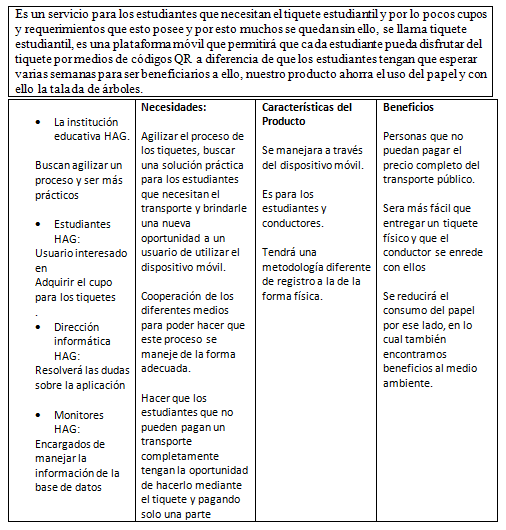 Es un servicio para los estudiantes que necesitan el tiquete estudiantil y por lo pocos cupos
y requerimientos que esto posee y por esto muchos se quedan sin ello, se llama tiquete
estudiantil, es una plataforma móvil que permitirá que cada estudiante pueda disfrutar del
tiquete por medios de códigos QR a diferencia de que los estudiantes tengan que esperar
varias semanas para ser beneficiarios a ello, nuestro producto ahorra el uso del papel y con
ello la talada de árboles.
• La institución
educativa HAG.
Buscan agilizar un
proceso y ser más
prácticos
• Estudiantes
HAG:
Usuario interesado
en
Adquirir el cupo
para los tiquetes
.
• Dirección
informática
HAG:
Resolverá las dudas
sobre la aplicación
• Monitores
HAG:
Encargados de
manejar la
información de la
base de datos
Necesidades:
Agilizar el proceso de
los tiquetes, buscar
una solución práctica
para los estudiantes
que necesitan el
transporte y brindarle
una nueva
oportunidad a un
usuario de utilizar el
dispositivo móvil.
Cooperación de los
diferentes medios
para poder hacer que
este proceso se
maneje de la forma
adecuada.
Hacer que los
estudiantes que no
pueden pagan un
transporte
completamente
tengan la oportunidad
de hacerlo mediante
el tiquete y pagando
solo una parte
Características del
Producto
Se manejara a través
del dispositivo móvil.
Es para los
estudiantes y
conductores.
Tendrá una
metodología diferente
de registro a la de la
forma física.
Beneficios
Personas que no
puedan pagar el
precio completo del
transporte público.
Sera más fácil que
entregar un tiquete
físico y que el
conductor se enrede
con ellos
Se reducirá el
consumo del papel
por ese lado, en lo
cual también
encontramos
beneficios al medio
ambiente.